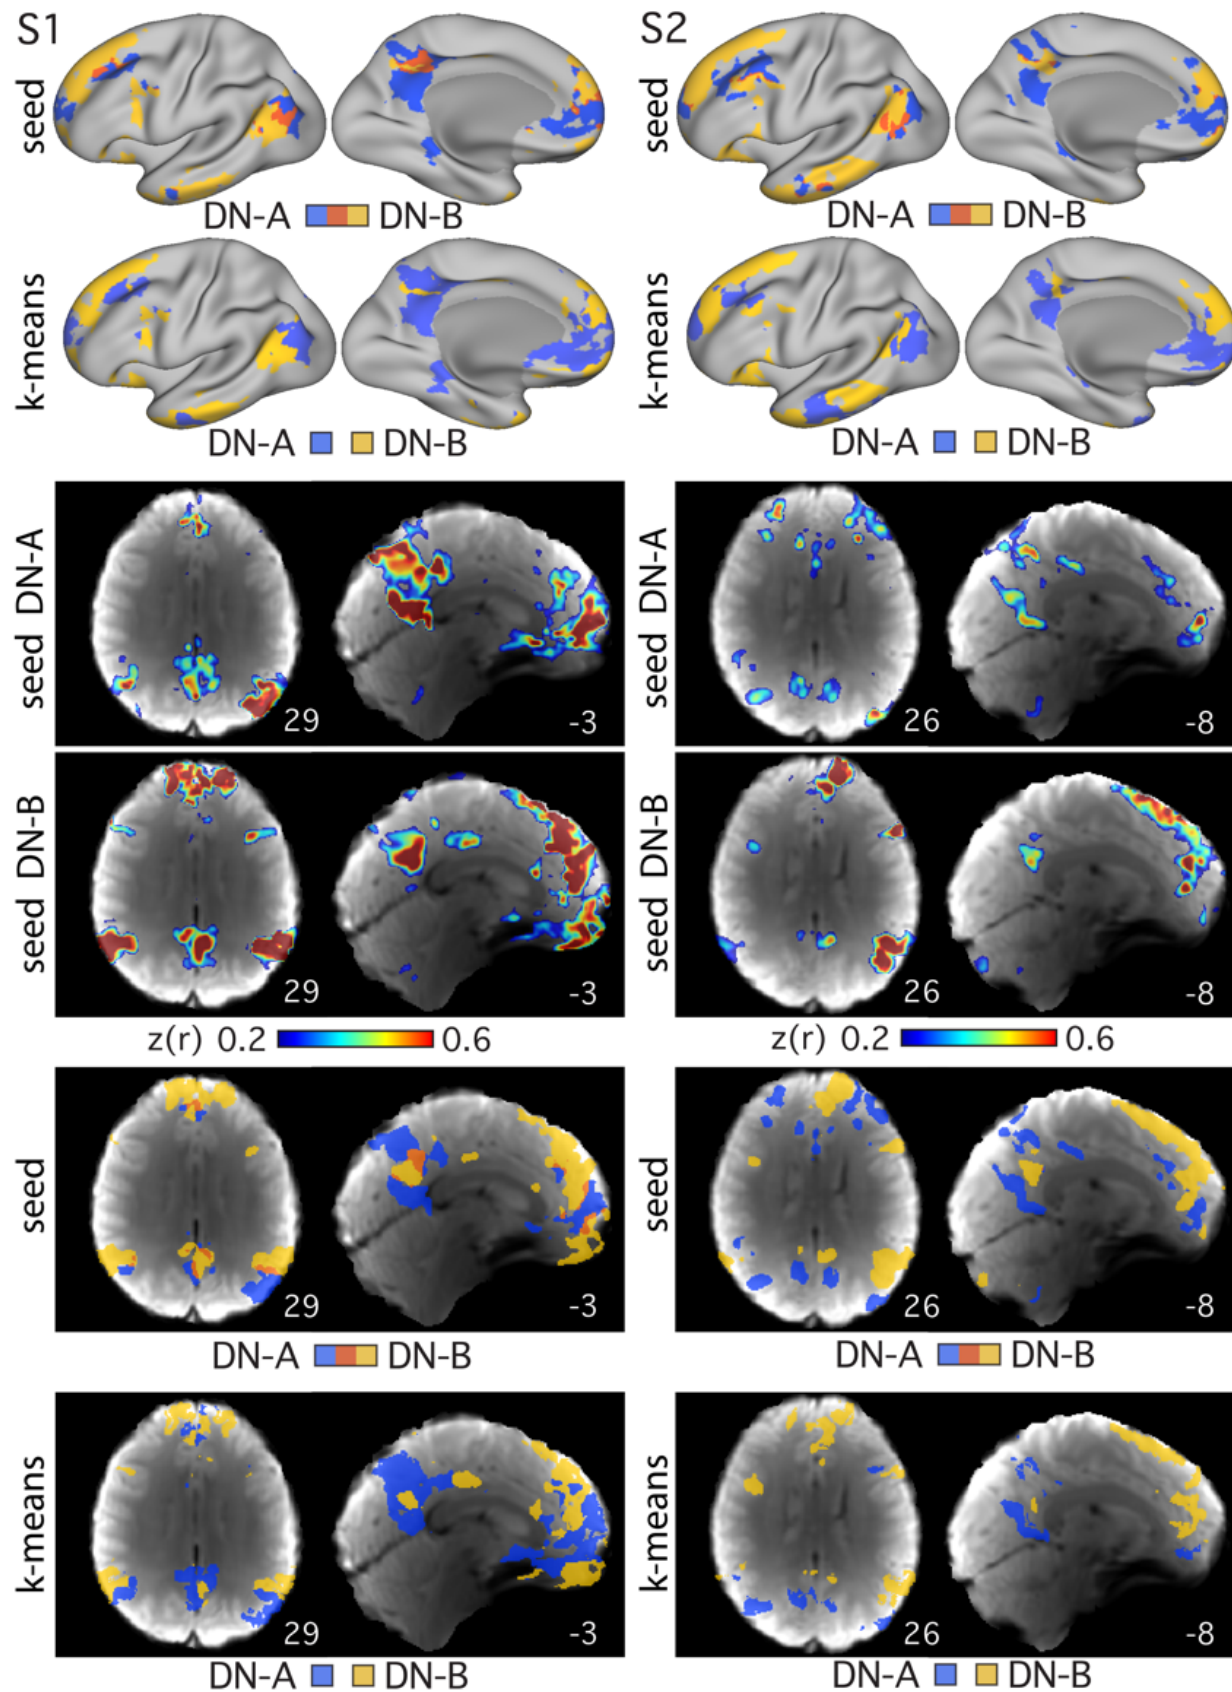 S1 S2
seed seed
DN-A DN-B DN-A DN-B
k-means k-means
DN-A DN-B DN-A DN-B
seed DN-A seed DN-A
29 -3 26 -8
seed DN-B seed DN-B
29 -3 26 -8
z(r) 0.2 0.6 z(r) 0.2 0.6
seed seed
29 -3 26 -8
DN-A DN-B DN-A DN-B
k-means k-means
29 -3 26 -8
DN-A DN-B DN-A DN-B